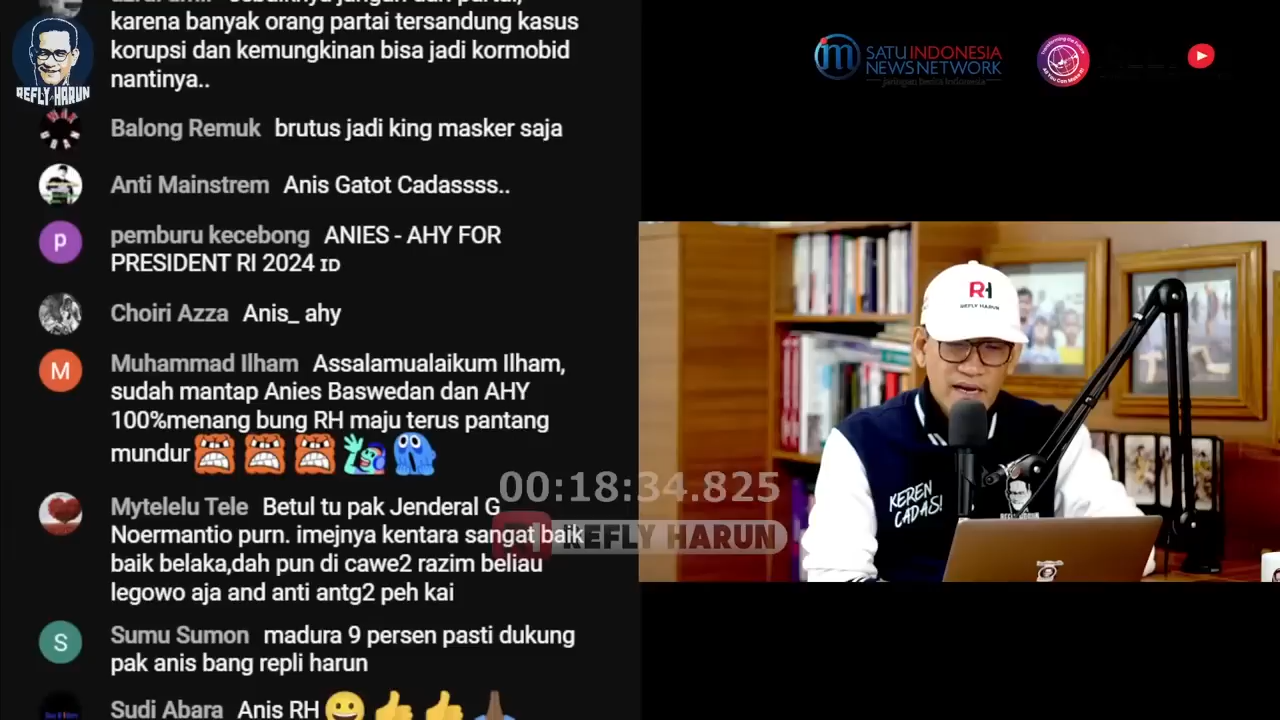 karena banyak orang partai tersandung kasus
korupsi dan kemungkinan bisa jadi kormobid
nantinya..
REFLY HARUN
Balong Remuk brutus jadi king masker saja
Anti Mainstrem Anis Gatot Cadassss..
P
pemburu kecebong ANIES - AHY FOR
PRESIDENT RI 2024 ID
Choiri Azza Anis_ ahy
M
Muhammad Ilham Assalamualaikum Ilham,
sudah mantap Anies Baswedan dan AHY
100%menang bung RH maju terus pantang
mundur
Mytelelu Tele Betul tu pak Jenderal G
Noermantio purn. imejnya kentara sangat baik
baik belaka,dah pun di cawe2 razim beliau
legowo aja and anti antg2 peh kai
S
Sumu Sumon madura 9 persen pasti dukung
pak anis bang repli harun
Sudi Abara Anis RH
SATU INDONESIA
NEWS NETWORK
Jaringan Berita Indonesia
RH
REFLY HARUN
KEREN
CADAS!
00:18:34.825
REFLY HARUN